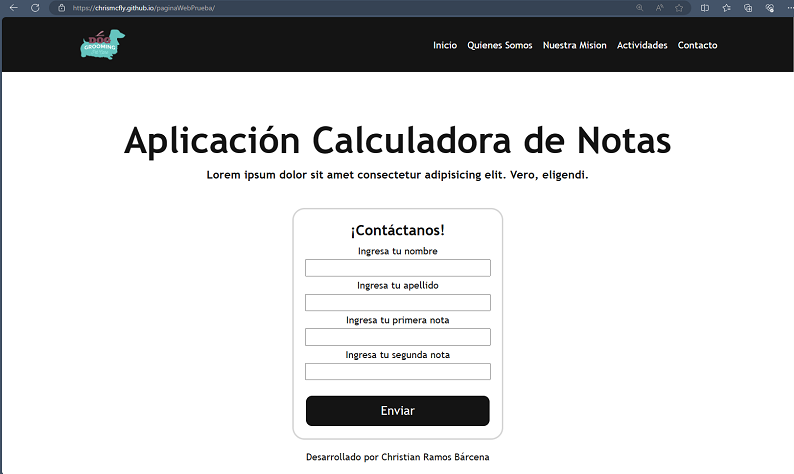 https://chrismcfly.github.io/paginaWebPrueba/
DOG
GROOMING
Inicio Quienes Somos Nuestra Mision Actividades Contacto
Aplicación Calculadora de Notas
Lorem ipsum dolor sit amet consectetur adipisicing elit. Vero, eligendi.
¡Contáctanos!
Ingresa tu nombre
Ingresa tu apellido
Ingresa tu primera nota
Ingresa tu segunda nota
Enviar
Desarrollado por Christian Ramos Bárcena